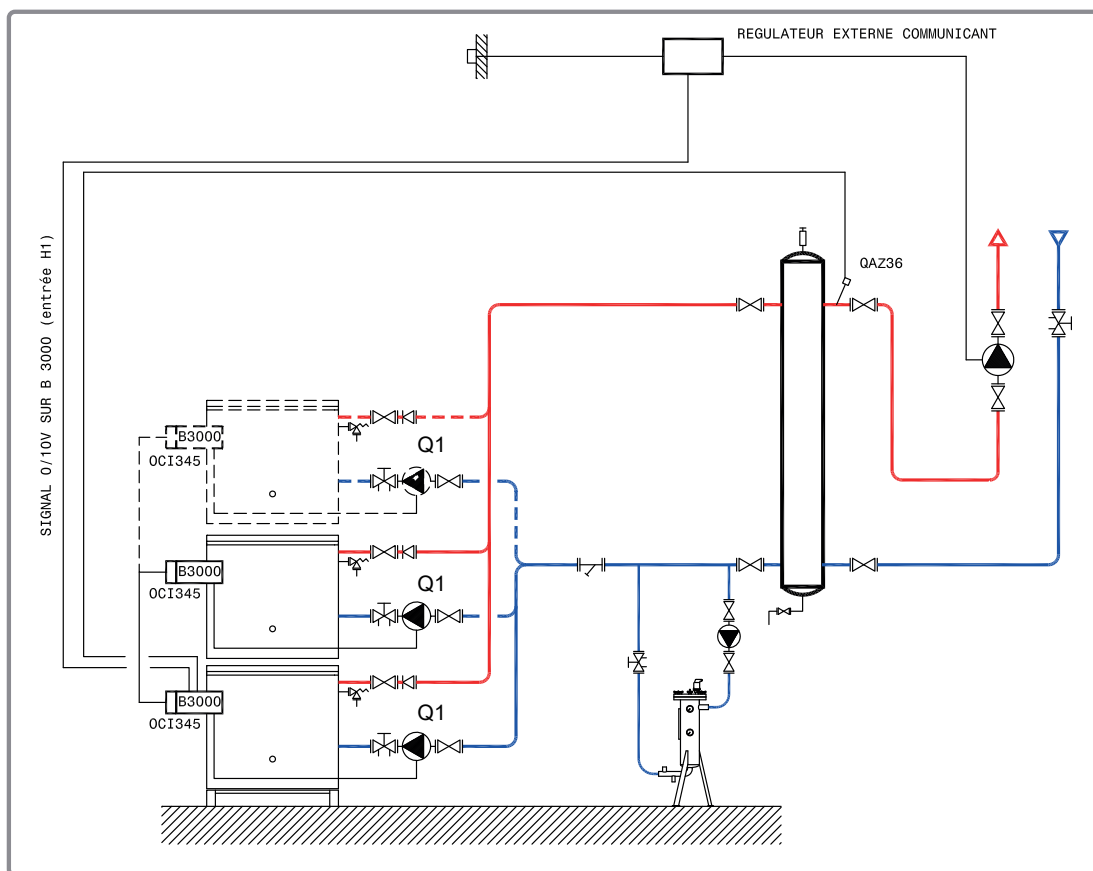 REGULATEUR EXTERNE COMMUNICANT
SIGNAL 0/10V SUR B 3000 (entrée H1)
QAZ36
B3000
OCI345
Q1
B3000
OCI345
Q1
B3000
OCI345
Q1